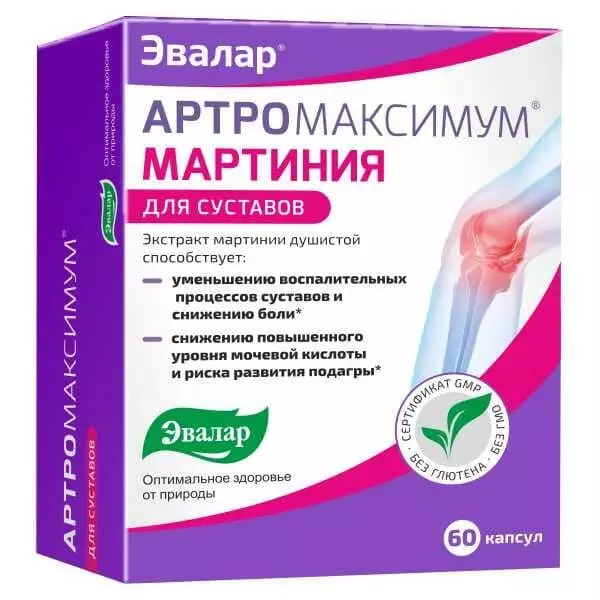 Эвалар®
АРТРОМАКСИМУМ®
МАРТИНИЯ
ДЛЯ СУСТАВОВ
Экстракт мартинии душистой
способствует:
– уменьшению воспалительных
процессов суставов и
снижению боли*
– снижению повышенного
уровня мочевой кислоты
и риска развития подагры*
Эвалар
Оптимальное здоровье
от природы
СЕРТИФИКАТ GMP
БЕЗ ГЛЮТЕНА • БЕЗ ГМО
60 капсул
Оптимальное здоровье
от природы
Эвалар
АРТРОМАКСИМУМ®
ДЛЯ СУСТАВОВ